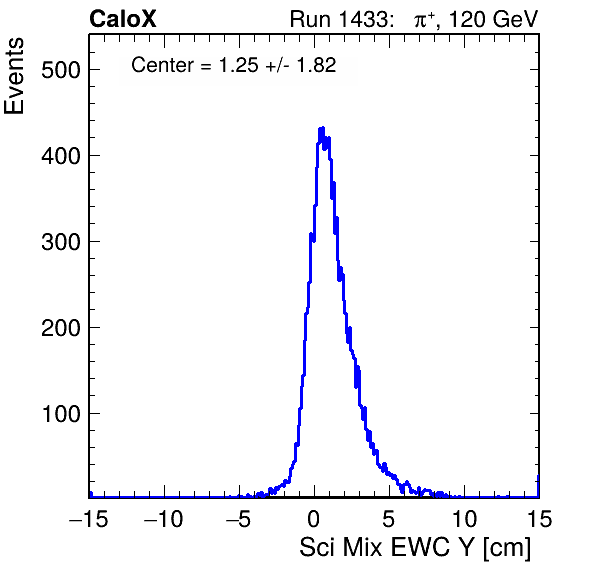 CaloX Run 1433: π⁺, 120 GeV
Events
Center = 1.25 +/- 1.82
500
400
300
200
100
−15 −10 −5 0 5 10 15
Sci Mix EWC Y [cm]